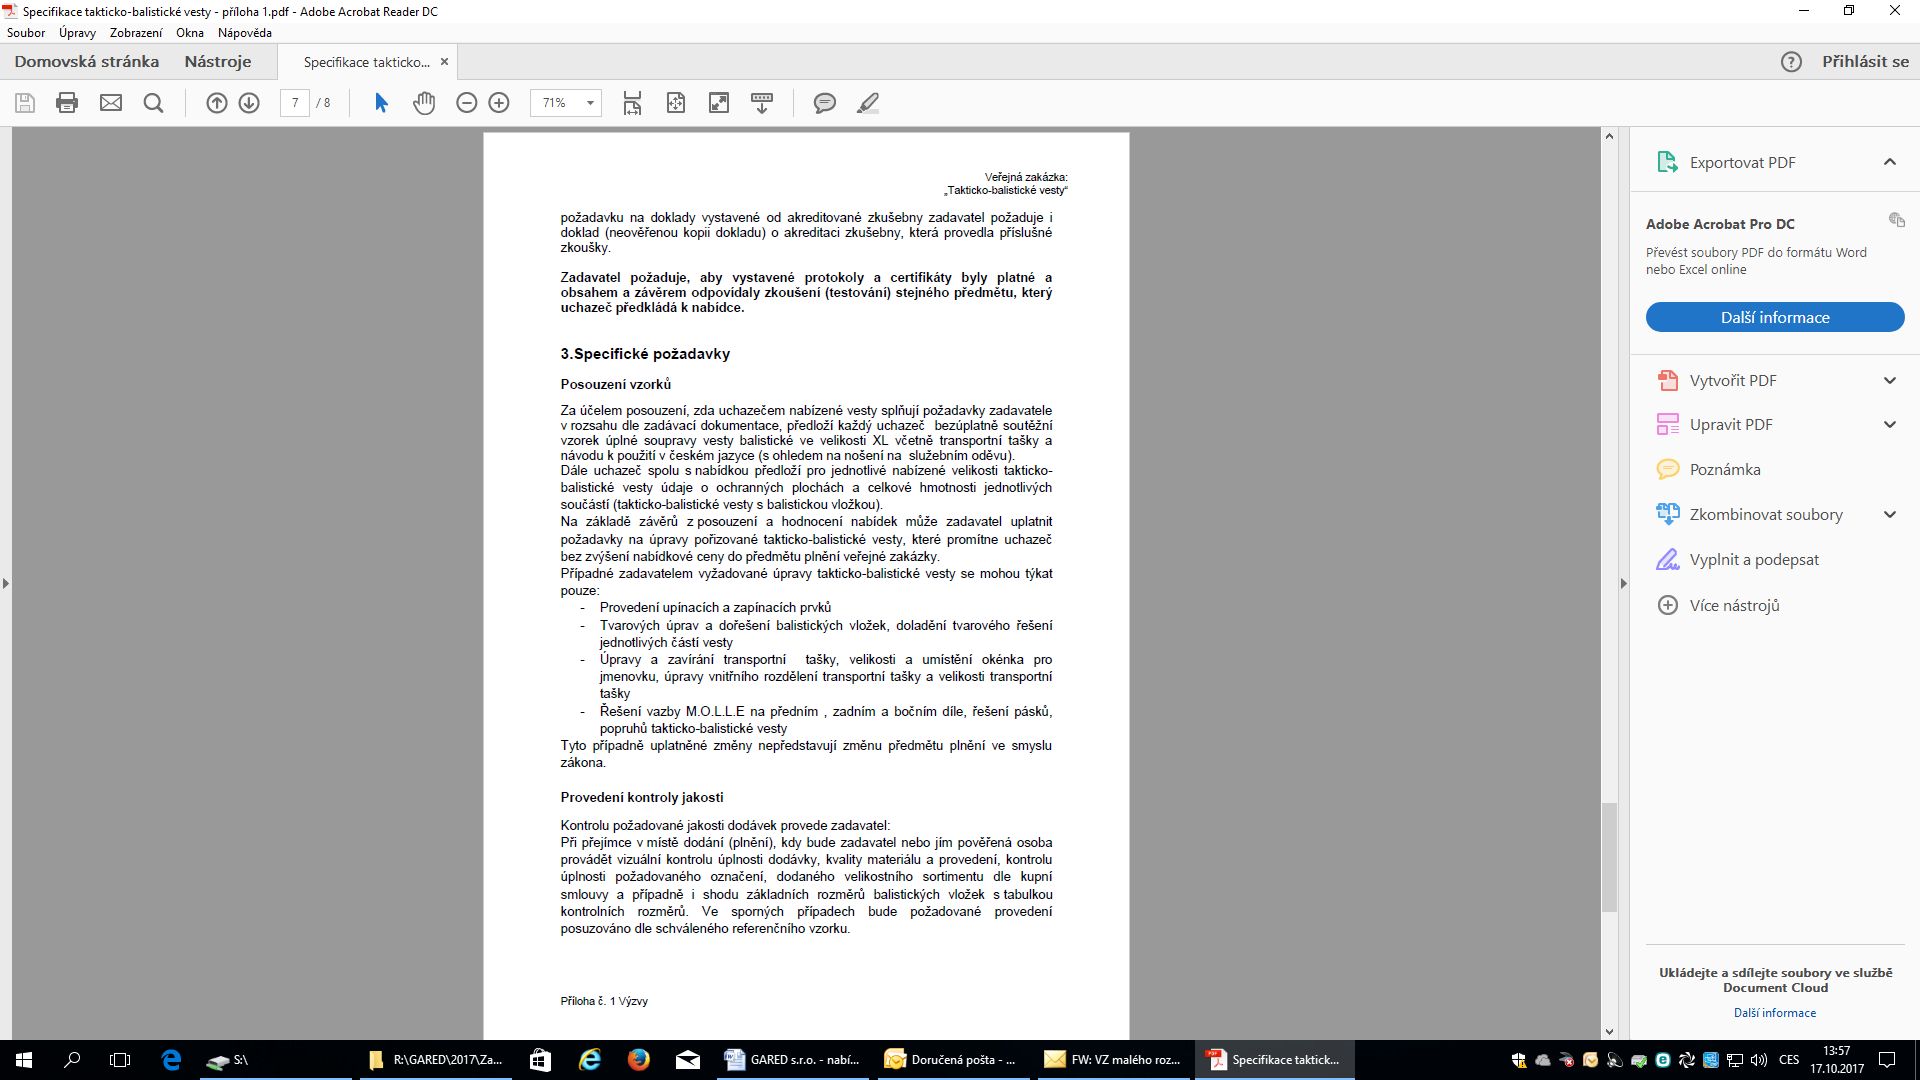 Specifikace takticko-balistické vesty - příloha 1.pdf - Adobe Acrobat Reader DC
Soubor Úpravy Zobrazení Okna Nápověda
Domovská stránka Nástroje Specifikace takticko... × Přihlásit se
7 / 8 71%
Veřejná zakázka:
„Takticko-balistické vesty“
požadavku na doklady vystavené od akreditované zkušebny zadavatel požaduje i
doklad (neověřenou kopii dokladu) o akreditaci zkušebny, která provedla příslušné
zkoušky.
Zadavatel požaduje, aby vystavené protokoly a certifikáty byly platné a
obsahem a závěrem odpovídaly zkoušení (testování) stejného předmětu, který
uchazeč předkládá k nabídce.
3.Specifické požadavky
Posouzení vzorků
Za účelem posouzení, zda uchazečem nabízené vesty splňují požadavky zadavatele
v rozsahu dle zadávací dokumentace, předloží každý uchazeč bezúplatně soutěžní
vzorek úplné soupravy vesty balistické ve velikosti XL včetně transportní tašky a
návodu k použití v českém jazyce (s ohledem na nošení na služebním oděvu).
Dále uchazeč spolu s nabídkou předloží pro jednotlivé nabízené velikosti takticko-
balistické vesty údaje o ochranných plochách a celkové hmotnosti jednotlivých
součástí (takticko-balistické vesty s balistickou vložkou).
Na základě závěrů z posouzení a hodnocení nabídek může zadavatel uplatnit
požadavky na úpravy pořizované takticko-balistické vesty, které promítne uchazeč
bez zvýšení nabídkové ceny do předmětu plnění veřejné zakázky.
Případné zadavatelem vyžadované úpravy takticko-balistické vesty se mohou týkat
pouze:
- Provedení upínacích a zapínacích prvků
- Tvarových úprav a dořešení balistických vložek, doladění tvarového řešení
jednotlivých částí vesty
- Úpravy a zavírání transportní tašky, velikosti a umístění okénka pro
jmenovku, úpravy vnitřního rozdělení transportní tašky a velikosti transportní
tašky
- Řešení vazby M.O.L.L.E na předním , zadním a bočním díle, řešení pásků,
popruhů takticko-balistické vesty
Tyto případně uplatněné změny nepředstavují změnu předmětu plnění ve smyslu
zákona.
Provedení kontroly jakosti
Kontrolu požadované jakosti dodávek provede zadavatel:
Při přejímce v místě dodání (plnění), kdy bude zadavatel nebo jím pověřená osoba
provádět vizuální kontrolu úplnosti dodávky, kvality materiálu a provedení, kontrolu
úplnosti požadovaného označení, dodaného velikostního sortimentu dle kupní
smlouvy a případně i shodu základních rozměrů balistických vložek s tabulkou
kontrolních rozměrů. Ve sporných případech bude požadované provedení
posuzováno dle schváleného referenčního vzorku.
Příloha č. 1 Výzvy
Exportovat PDF
Adobe Acrobat Pro DC
Převést soubory PDF do formátu Word
nebo Excel online
Další informace
Vytvořit PDF
Upravit PDF
Poznámka
Zkombinovat soubory
Vyplnit a podepsat
Více nástrojů
Ukládejte a sdílejte soubory ve službě
Document Cloud
Další informace
S:\ R:\GARED\2017\Za... GARED s.r.o. - nabí... Doručená pošta - ... FW: VZ malého roz... Specifikace taktick... CES
13:57
17.10.2017